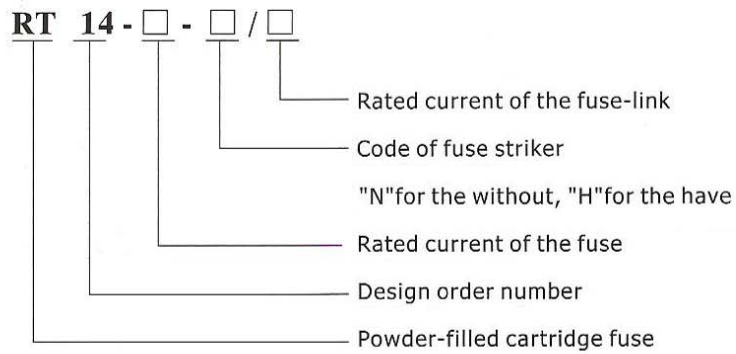 RT 14-□-□/□
Rated current of the fuse-link
Code of fuse striker
"N"for the without, "H"for the have
Rated current of the fuse
Design order number
Powder-filled cartridge fuse